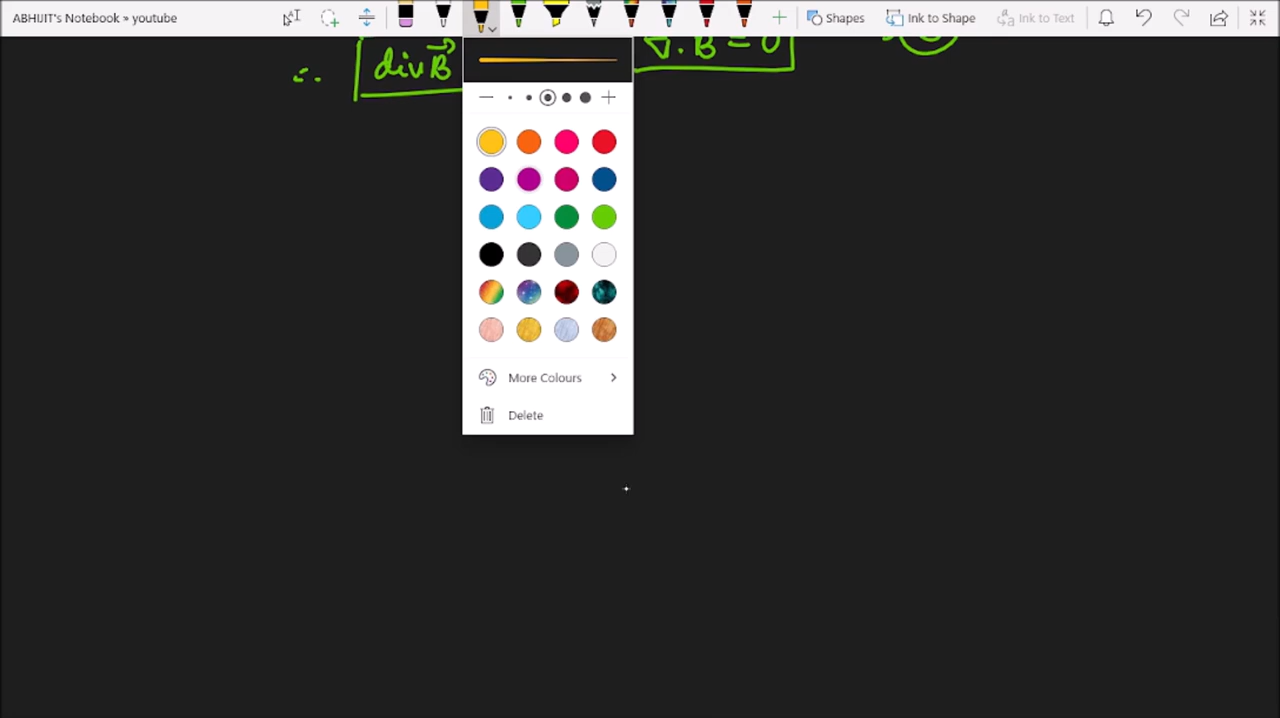 ABHIJIT's Notebook » youtube
Shapes
Ink to Shape
Ink to Text
∴ div B⃗
∇. B = 0
More Colours
Delete